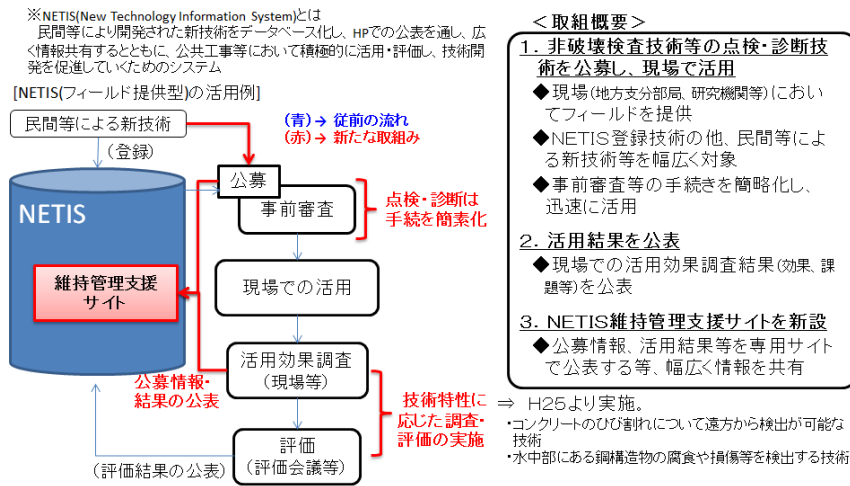 ※NETIS(New Technology Information System)とは
民間等により開発された新技術をデータベース化し、HPでの公表を通し、広
く情報共有するとともに、公共工事等において積極的に活用・評価し、技術開
発を促進していくためのシステム
[NETIS(フィールド提供型)の活用例]
民間等による新技術
(登録)
(青)→ 従前の流れ
(赤)→ 新たな取組み
公募
事前審査
点検・診断は
手続を簡素化
NETIS
維持管理支援
サイト
現場での活用
活用効果調査
(現場等)
公募情報・
結果の公表
技術特性に
応じた調査・
評価の実施
評価
(評価会議等)
(評価結果の公表)
＜取組概要＞
1. 非破壊検査技術等の点検・診断技
術を公募し、現場で活用
◆現場(地方支分部局、研究機関等)におい
てフィールドを提供
◆NETIS登録技術の他、民間等によ
る新技術等を幅広く対象
◆事前審査等の手続きを簡略化し、
迅速に活用
2. 活用結果を公表
◆現場での活用効果調査結果(効果、課
題等)を公表
3. NETIS維持管理支援サイトを新設
◆公募情報、活用結果等を専用サイト
で公表する等、幅広く情報を共有
⇒ H25より実施。
・コンクリートのひび割れについて遠方から検出が可能な
技術
・水中部にある鋼構造物の腐食や損傷等を検出する技術